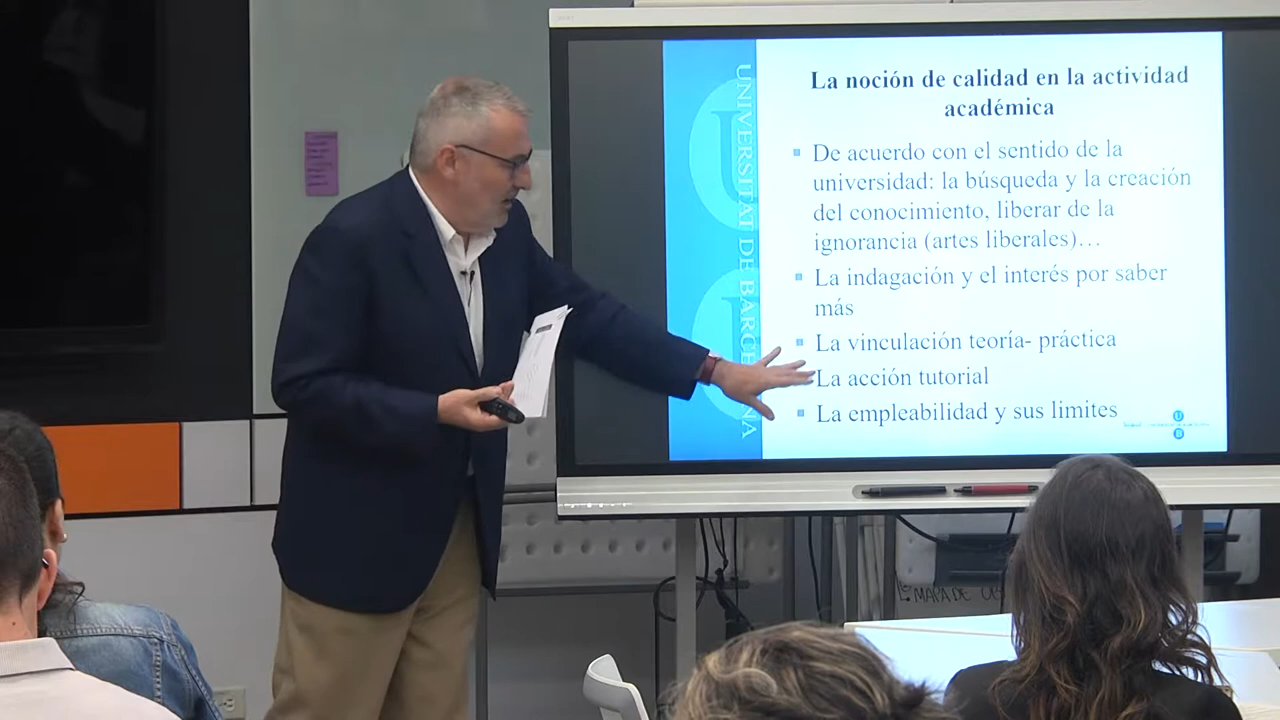 La noción de calidad en la actividad
académica
De acuerdo con el sentido de la
universidad: la búsqueda y la creación
del conocimiento, liberar de la
ignorancia (artes liberales)…
La indagación y el interés por saber
más
La vinculación teoría- práctica
La acción tutorial
La empleabilidad y sus limites
UNIVERSITAT DE BARCELONA
U
B
MAPA DE